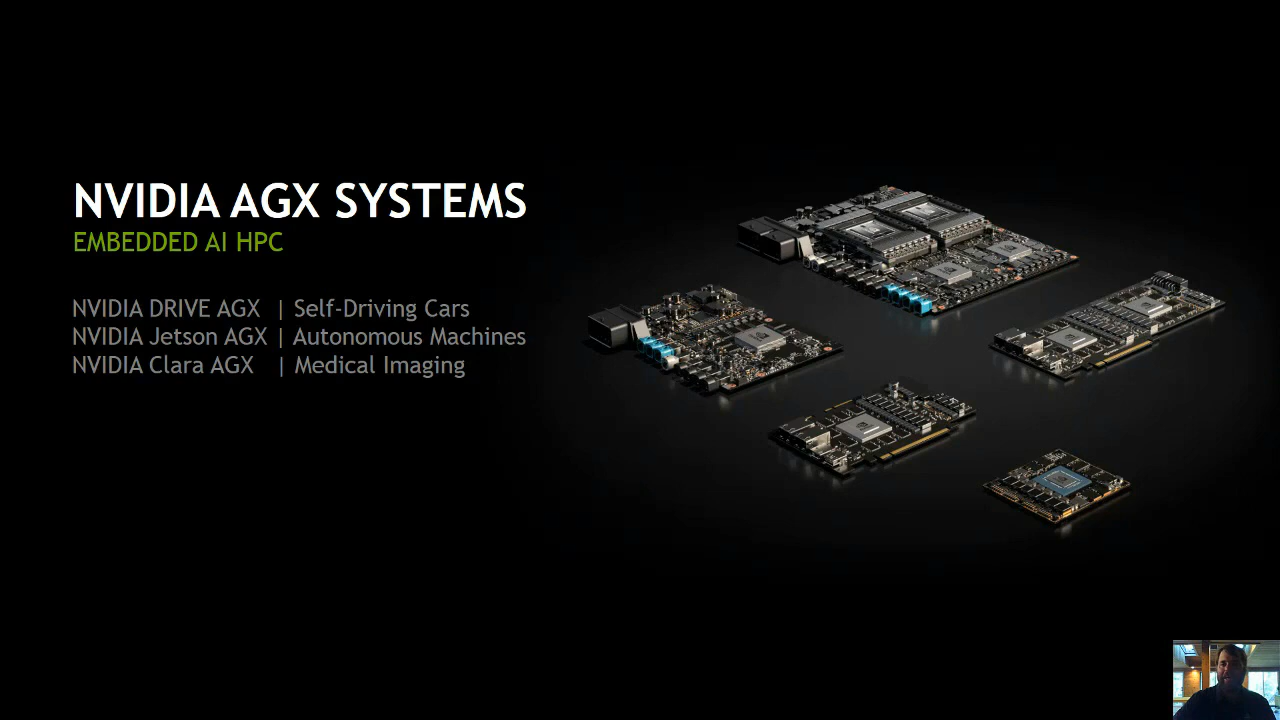 NVIDIA AGX SYSTEMS
EMBEDDED AI HPC
NVIDIA DRIVE AGX | Self-Driving Cars
NVIDIA Jetson AGX | Autonomous Machines
NVIDIA Clara AGX | Medical Imaging